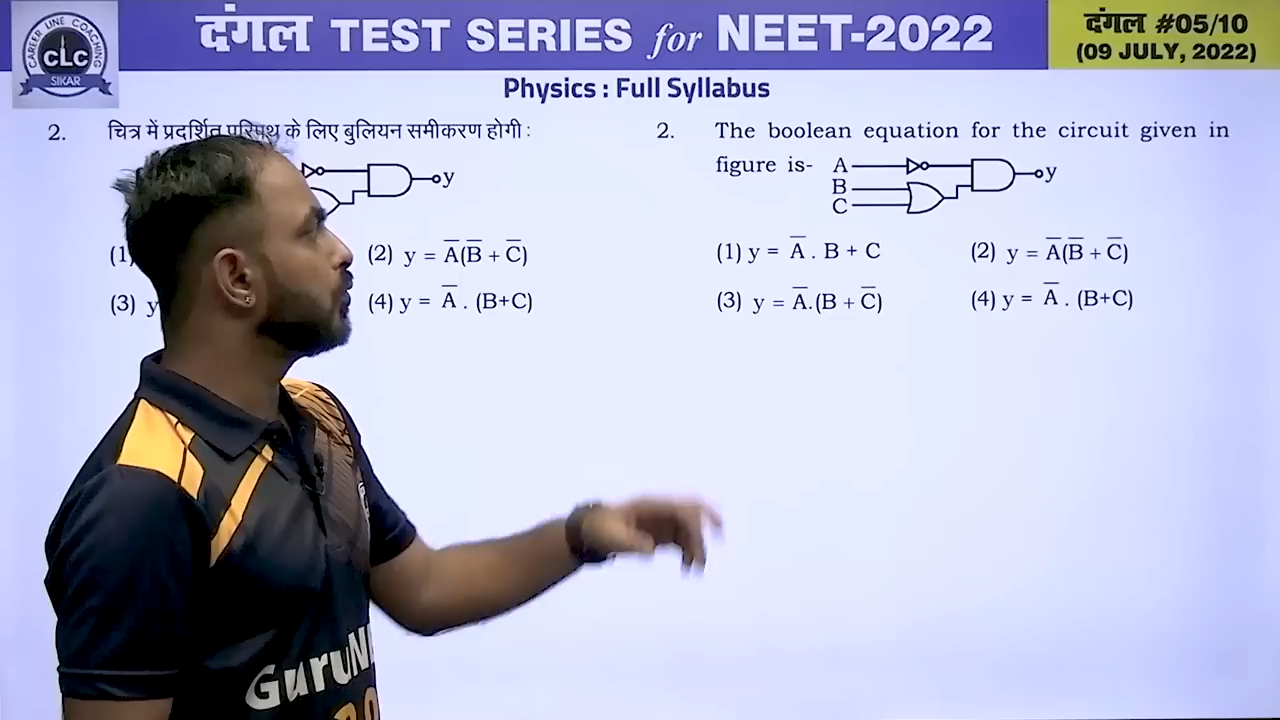 दंगल TEST SERIES for NEET-2022
दंगल #05/10
(09 JULY, 2022)
CAREER LINE COACHING
CLC
SIKAR
Physics : Full Syllabus
2. चित्र में प्रदर्शित परिपथ के लिए बुलियन समीकरण होगी :
y
(1)
(2) y = A̅(B̅ + C̅)
(3) y
(4) y = A̅ . (B+C)
2. The boolean equation for the circuit given in
figure is- A
B
C
y
(1) y = A̅ . B + C
(2) y = A̅(B̅ + C̅)
(3) y = A̅.(B + C̅)
(4) y = A̅ . (B+C)
GuruN